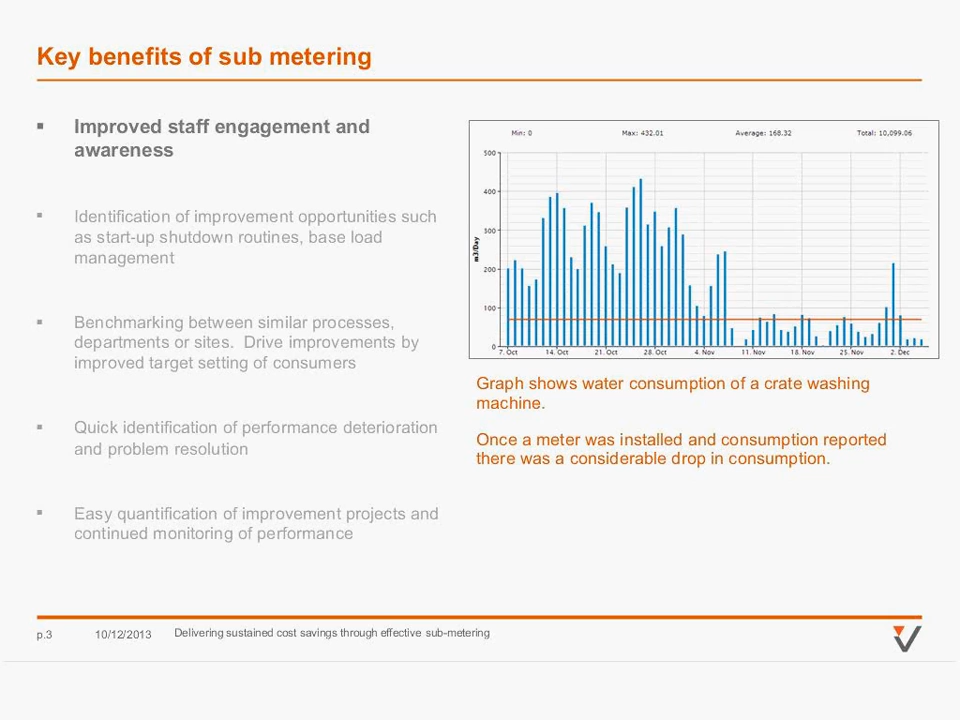 Key benefits of sub metering
▪ Improved staff engagement and
awareness
▪ Identification of improvement opportunities such
as start-up shutdown routines, base load
management
▪ Benchmarking between similar processes,
departments or sites.  Drive improvements by
improved target setting of consumers
▪ Quick identification of performance deterioration
and problem resolution
▪ Easy quantification of improvement projects and
continued monitoring of performance
Min: 0 Max: 432.01 Average: 168.32 Total: 10,099.06
m3/Day
500
400
300
200
100
0
7. Oct 14. Oct 21. Oct 28. Oct 4. Nov 11. Nov 18. Nov 25. Nov 2. Dec
Graph shows water consumption of a crate washing
machine.
Once a meter was installed and consumption reported
there was a considerable drop in consumption.
p.3 10/12/2013 Delivering sustained cost savings through effective sub-metering